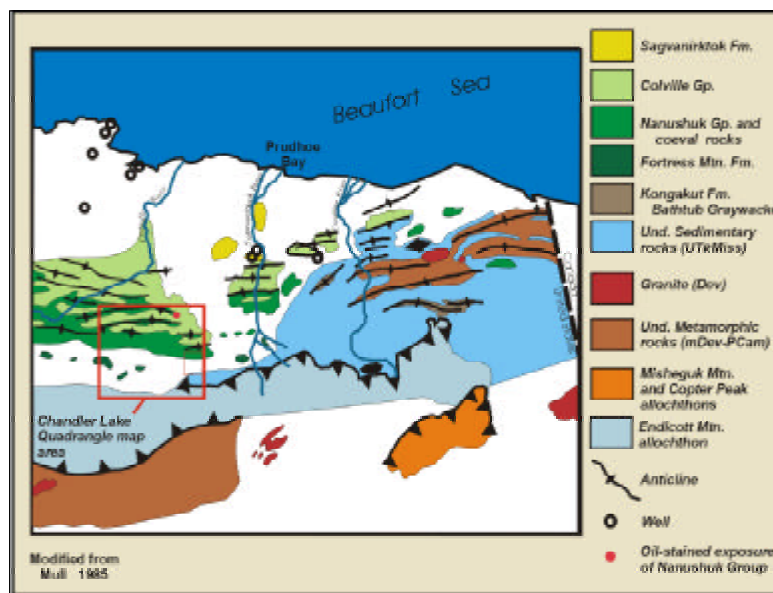 Beaufort Sea
Prudhoe
Bay
Chandler Lake
Quadrangle map
area
Modified from
Mull 1985
Sagvanirktok Fm.
Colville Gp.
Nanushuk Gp. and
coeval rocks
Fortress Mtn. Fm.
Kongakut Fm.
Bathtub Graywacke
Und. Sedimentary
rocks (UTkMiss)
Granite (Dev)
Und. Metamorphic
rocks (mDev-PCam)
Misheguk Mtn.
and Copter Peak
allochthons
Endicott Mtn.
allochthon
Anticline
Well
Oil-stained exposure
of Nanushuk Group